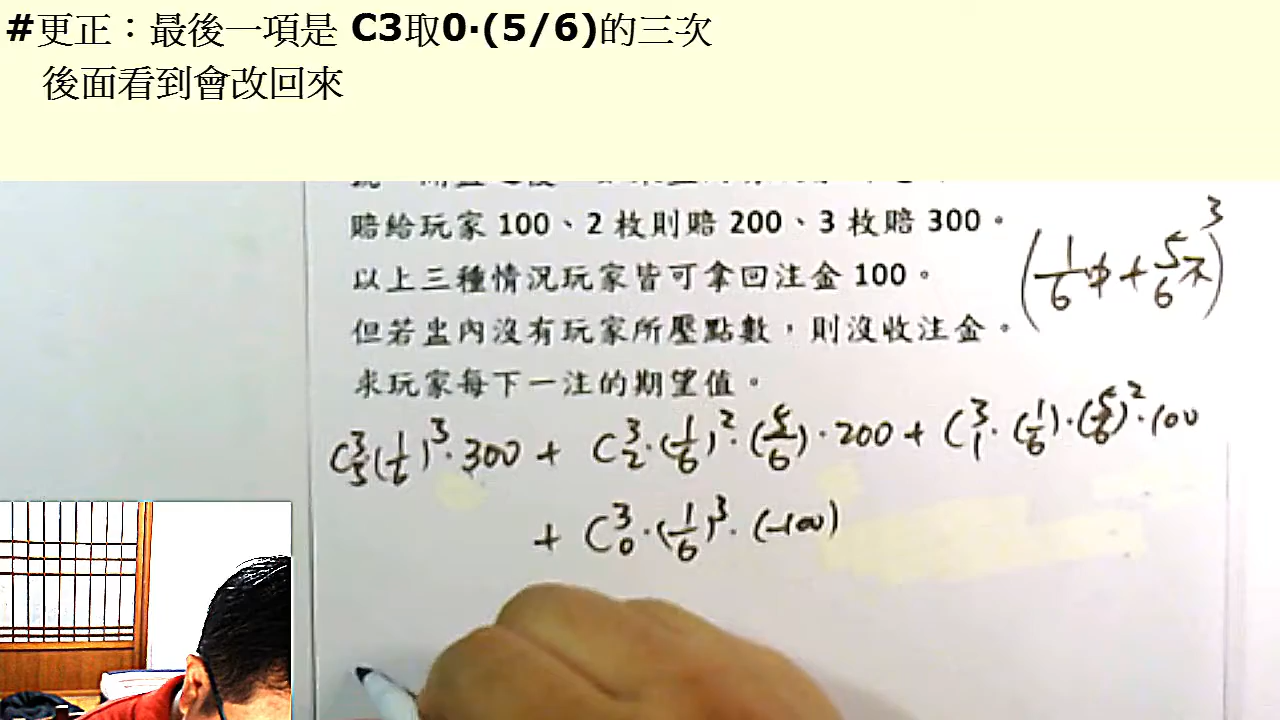 #更正：最後一項是 C3取0·(5/6)的三次
後面看到會改回來
賠給玩家 100、2 枚則賠 200、3 枚賠 300。
以上三種情況玩家皆可拿回注金 100。
但若盅內沒有玩家所壓點數，則沒收注金。
求玩家每下一注的期望值。
(1/6 中 + 5/6 不)³
C³₃(1/6)³·300 + C³₂·(1/6)²·(5/6)·200 + C³₁·(1/6)·(5/6)²·100
+ C³₀·(1/6)³·(-100)